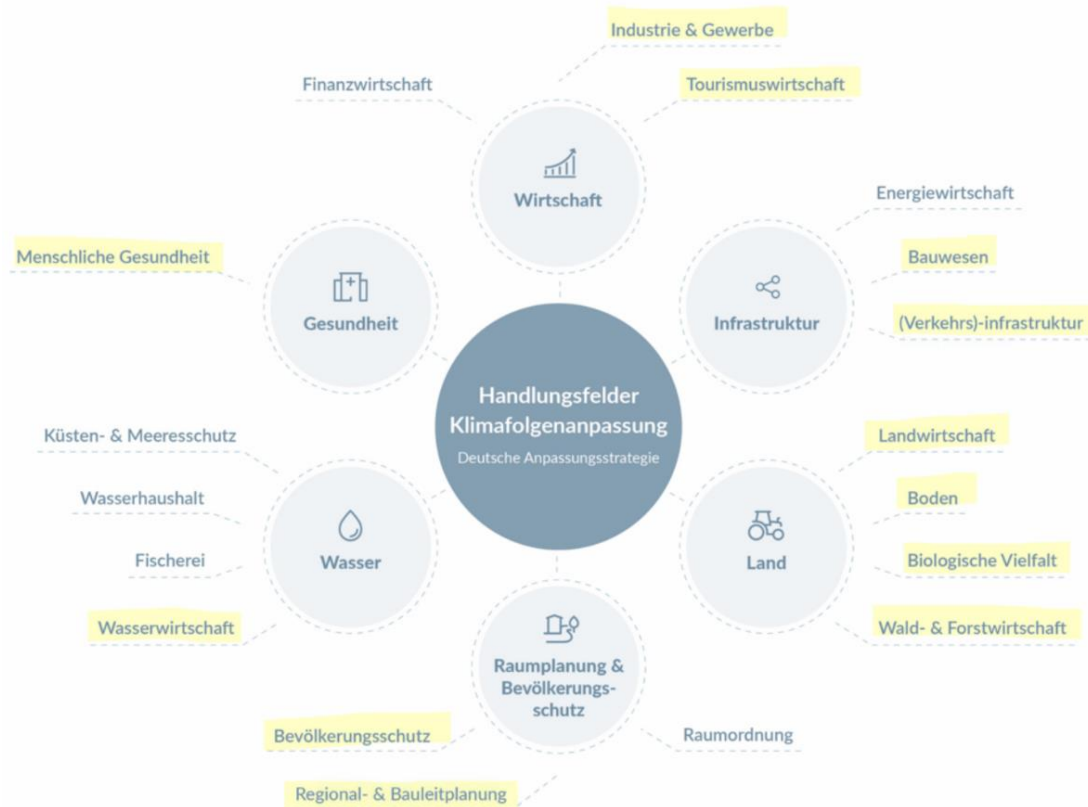 Industrie & Gewerbe
Finanzwirtschaft
Tourismuswirtschaft
Wirtschaft
Energiewirtschaft
Bauwesen
(Verkehrs)-infrastruktur
Infrastruktur
Menschliche Gesundheit
Gesundheit
Handlungsfelder
Klimafolgenanpassung
Deutsche Anpassungsstrategie
Küsten- & Meeresschutz
Wasserhaushalt
Fischerei
Wasserwirtschaft
Wasser
Landwirtschaft
Boden
Biologische Vielfalt
Wald- & Forstwirtschaft
Land
Raumplanung &
Bevölkerungs-
schutz
Bevölkerungsschutz
Raumordnung
Regional- & Bauleitplanung